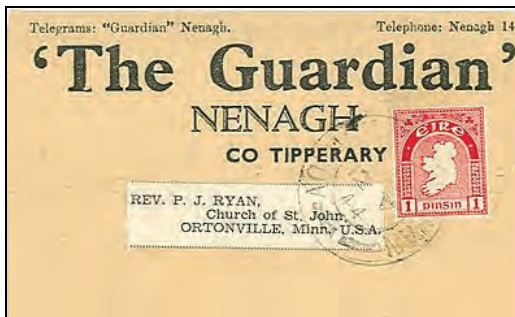 Telegrams: "Guardian" Nenagh. Telephone: Nenagh 14
'The Guardian'
NENAGH
CO TIPPERARY
éire
1 pinsin 1
REV. P. J. RYAN,
Church of St. John,
ORTONVILLE, Minn. U.S.A.